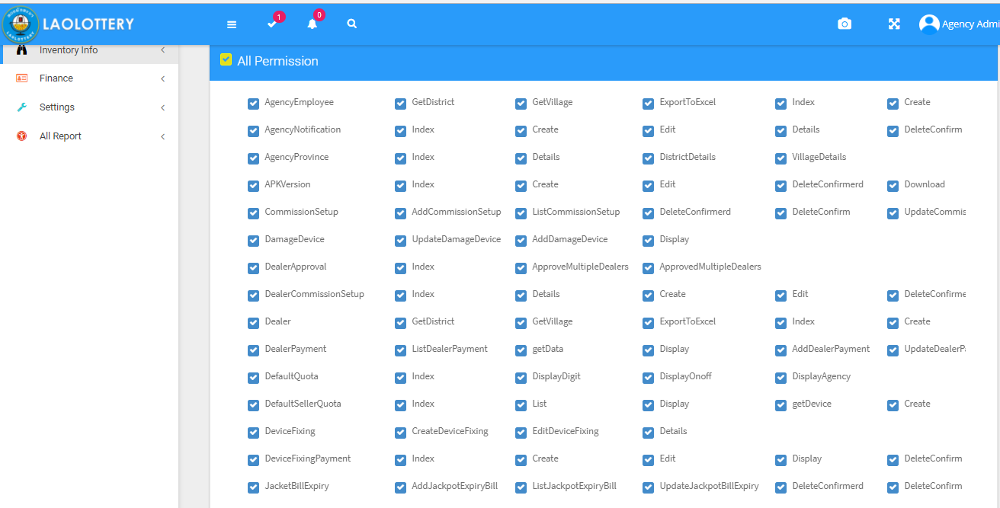 LAOLOTTERY 1 0 Agency Admi
Inventory Info
Finance
Settings
All Report
All Permission
AgencyEmployee GetDistrict GetVillage ExportToExcel Index Create
AgencyNotification Index Create Edit Details DeleteConfirm
AgencyProvince Index Details DistrictDetails VillageDetails
APKVersion Index Create Edit DeleteConfirmerd Download
CommissionSetup AddCommissionSetup ListCommissionSetup DeleteConfirmerd DeleteConfirm UpdateCommis
DamageDevice UpdateDamageDevice AddDamageDevice Display
DealerApproval Index ApproveMultipleDealers ApprovedMultipleDealers
DealerCommissionSetup Index Details Create Edit DeleteConfirme
Dealer GetDistrict GetVillage ExportToExcel Index Create
DealerPayment ListDealerPayment getData Display AddDealerPayment UpdateDealerP
DefaultQuota Index DisplayDigit DisplayOnoff DisplayAgency
DefaultSellerQuota Index List Display getDevice Create
DeviceFixing CreateDeviceFixing EditDeviceFixing Details
DeviceFixingPayment Index Create Edit Display DeleteConfirm
JacketBillExpiry AddJackpotExpiryBill ListJackpotExpiryBill UpdateJackpotBillExpiry DeleteConfirmerd DeleteConfirm